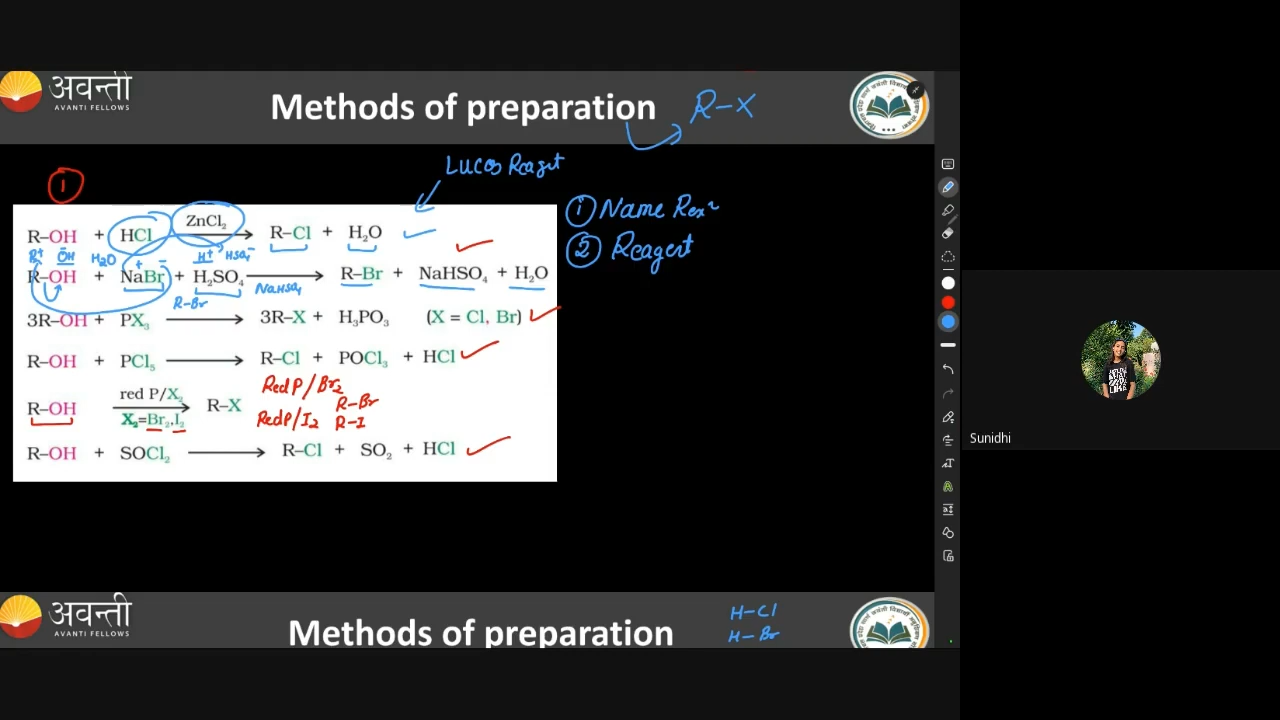 अवन्ती
AVANTI FELLOWS
Methods of preparation R-X
Lucas Reaget
①
① Name Rexⁿ
② Reagent
R–OH + HCl ZnCl₂ R–Cl + H₂O
R⁺ ŌH H₂O + – H⁺ HSO₄⁻
R–OH + NaBr + H₂SO₄ R–Br + NaHSO₄ + H₂O
R-Br NaHSO₄
3R–OH + PX₃ 3R–X + H₃PO₃ (X = Cl, Br)
R–OH + PCl₅ R–Cl + POCl₃ + HCl
Red P / Br₂
R-Br
R–OH red P/X₂ R–X
X₂=Br₂,I₂
Red P/I₂ R-I
R–OH + SOCl₂ R–Cl + SO₂ + HCl
Sunidhi
अवन्ती
AVANTI FELLOWS
Methods of preparation
H-Cl
H-Br